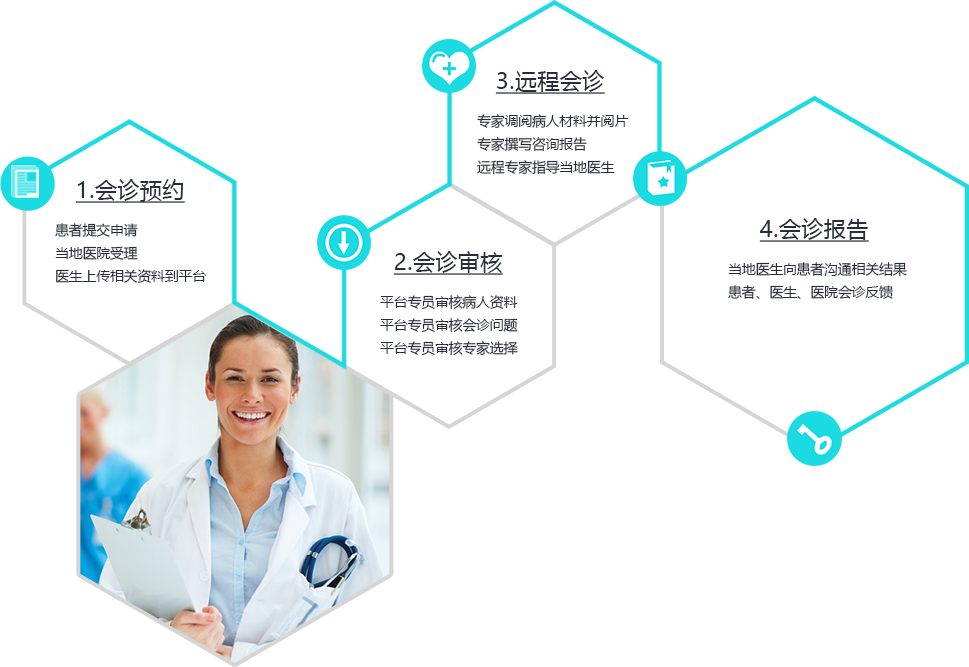 1.会诊预约
患者提交申请
当地医院受理
医生上传相关资料到平台
2.会诊审核
平台专员审核病人资料
平台专员审核会诊问题
平台专员审核专家选择
3.远程会诊
专家调阅病人材料并阅片
专家撰写咨询报告
远程专家指导当地医生
4.会诊报告
当地医生向患者沟通相关结果
患者、医生、医院会诊反馈